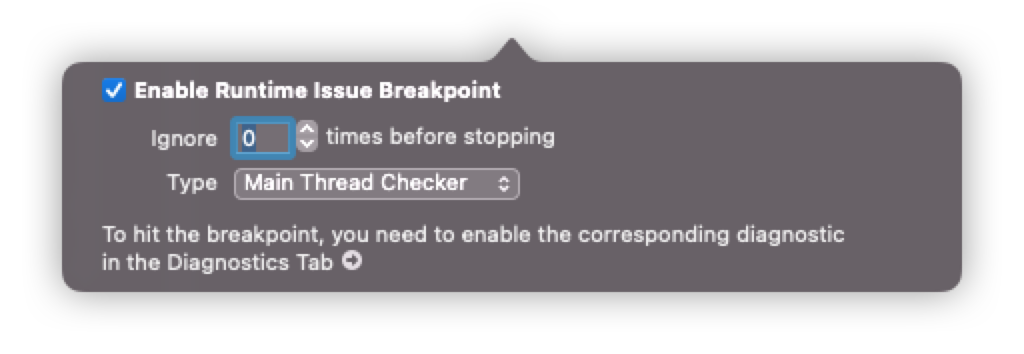 Enable Runtime Issue Breakpoint
Ignore 0 times before stopping
Type Main Thread Checker
To hit the breakpoint, you need to enable the corresponding diagnostic
in the Diagnostics Tab